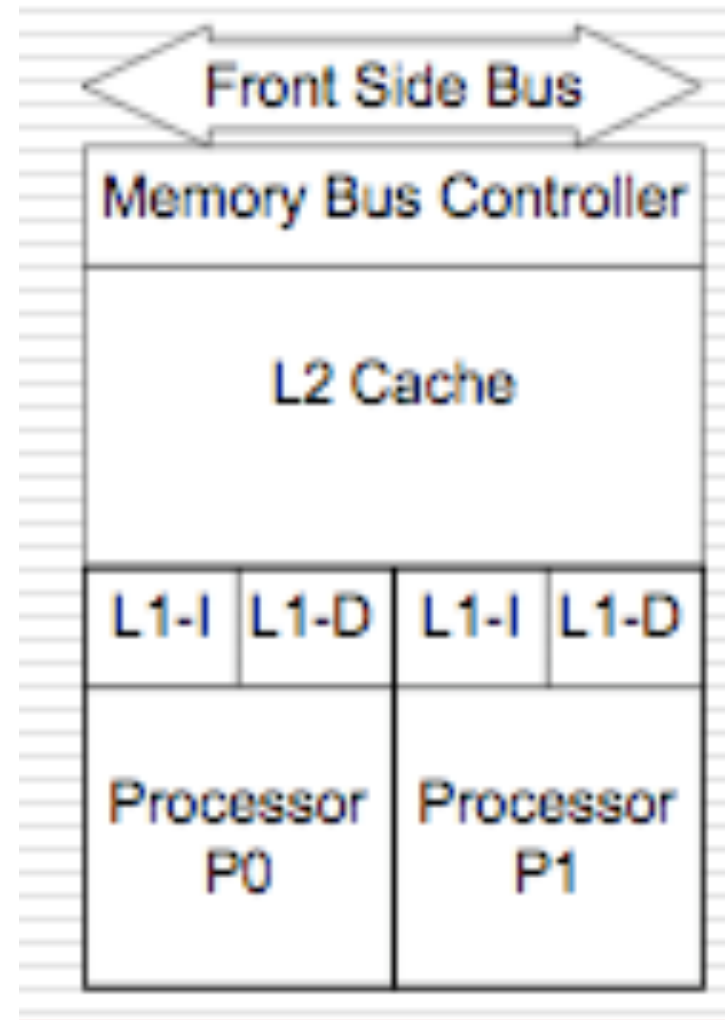 Front Side Bus
Memory Bus Controller
L2 Cache
L1-I L1-D L1-I L1-D
Processor P0
Processor P1